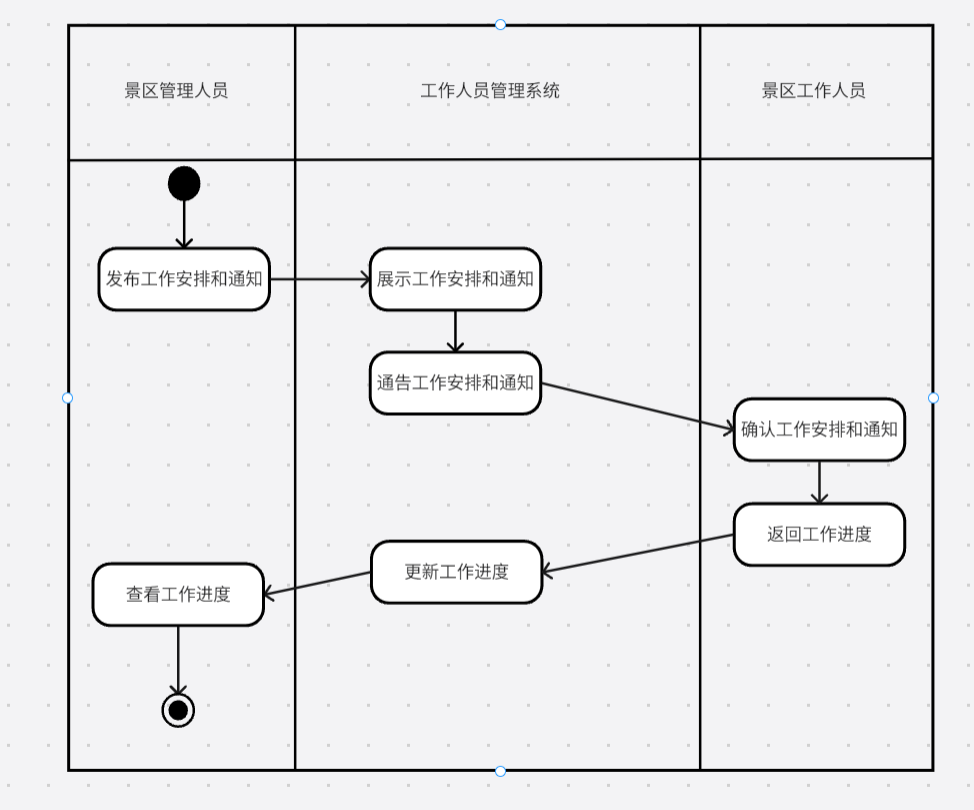 景区管理人员
工作人员管理系统
景区工作人员
发布工作安排和通知
展示工作安排和通知
通告工作安排和通知
确认工作安排和通知
返回工作进度
更新工作进度
查看工作进度